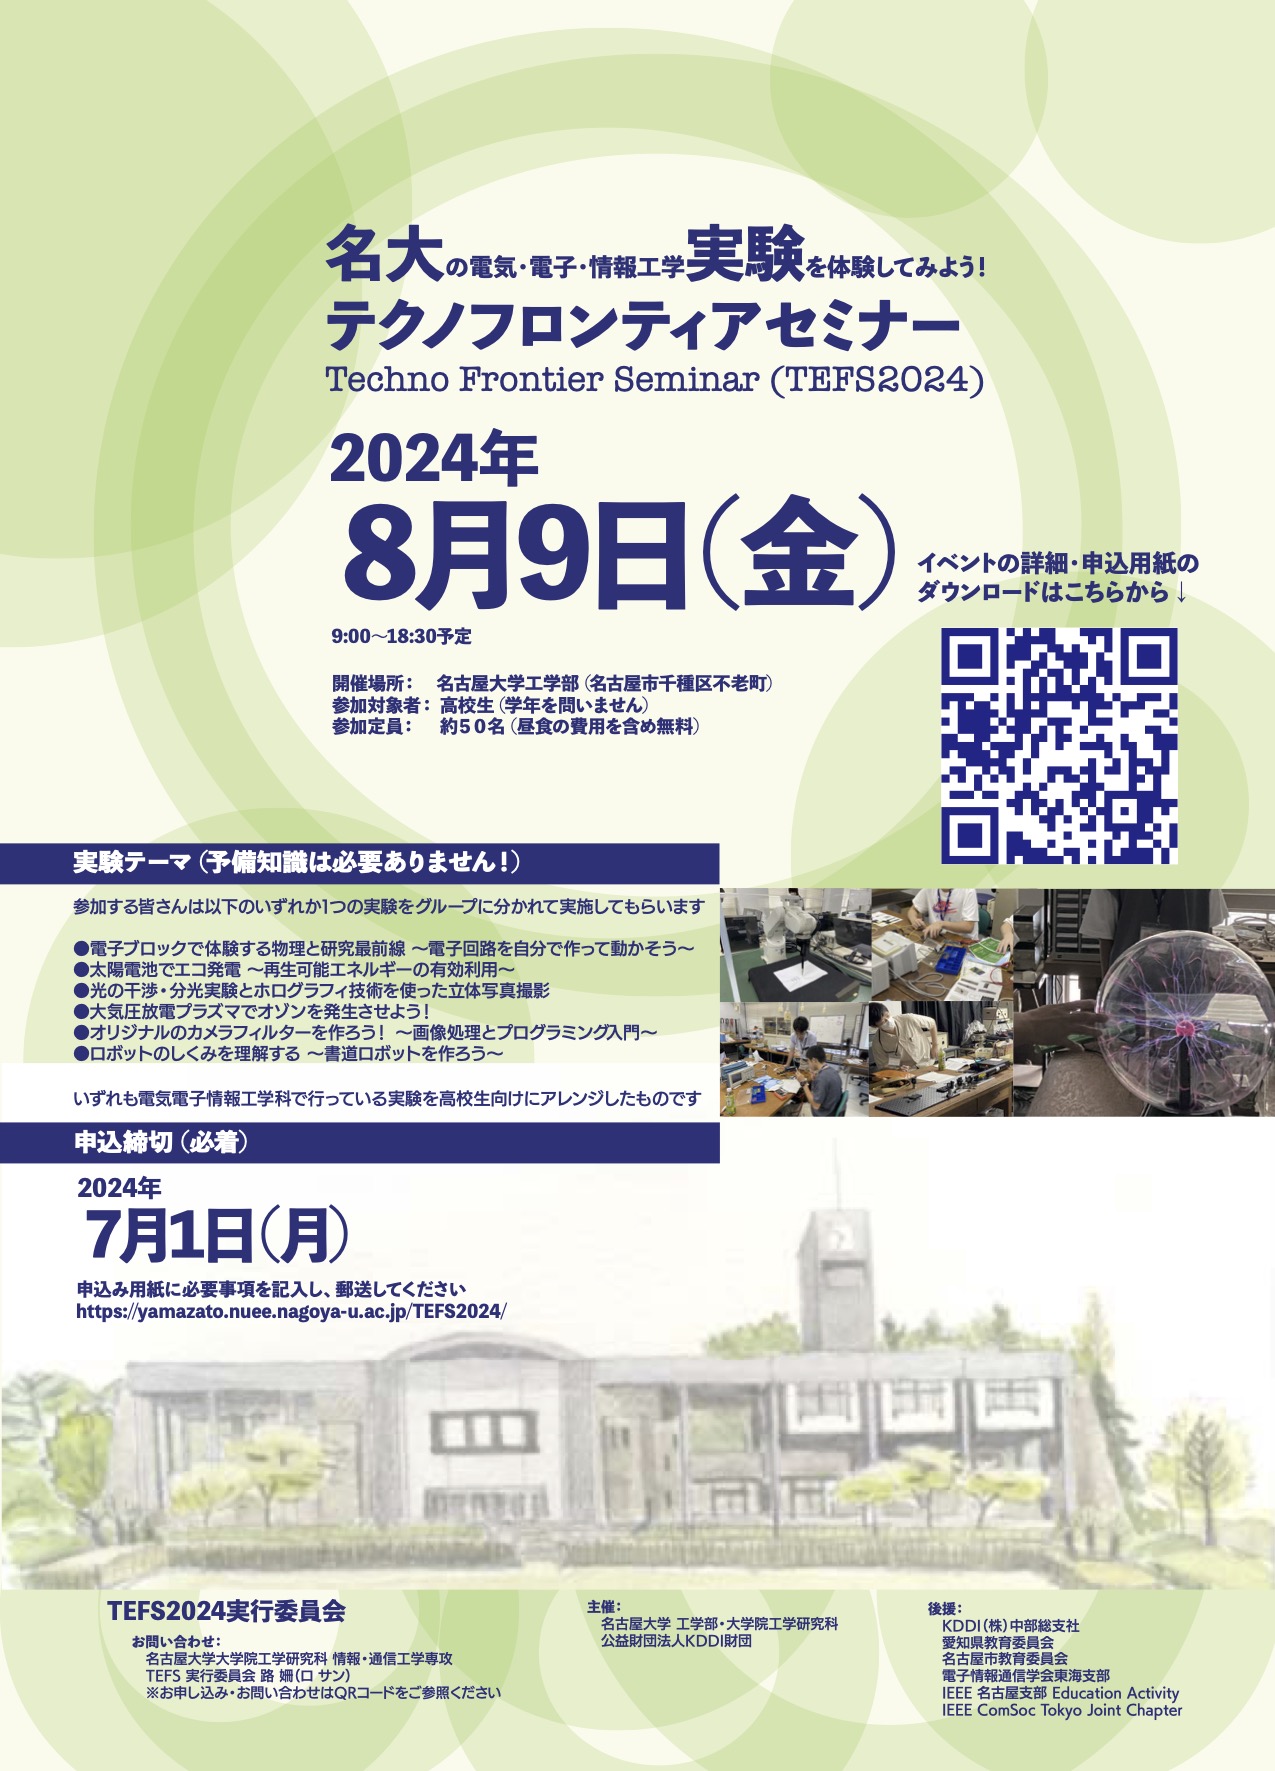 名大の電気・電子・情報工学実験を体験してみよう!
テクノフロンティアセミナー
Techno Frontier Seminar (TEFS2024)
2024年
8月9日(金)
9:00〜18:30予定
イベントの詳細・申込用紙の
ダウンロードはこちらから↓
開催場所: 名古屋大学工学部(名古屋市千種区不老町)
参加対象者: 高校生(学年を問いません)
参加定員: 約50名(昼食の費用を含め無料)
実験テーマ(予備知識は必要ありません!)
参加する皆さんは以下のいずれか1つの実験をグループに分かれて実施してもらいます
●電子ブロックで体験する物理と研究最前線 〜電子回路を自分で作って動かそう〜
●太陽電池でエコ発電 〜再生可能エネルギーの有効利用〜
●光の干渉・分光実験とホログラフィ技術を使った立体写真撮影
●大気圧放電プラズマでオゾンを発生させよう!
●オリジナルのカメラフィルターを作ろう! 〜画像処理とプログラミング入門〜
●ロボットのしくみを理解する 〜書道ロボットを作ろう〜
いずれも電気電子情報工学科で行っている実験を高校生向けにアレンジしたものです
申込締切(必着)
2024年
7月1日(月)
申込み用紙に必要事項を記入し、郵送してください
https://yamazato.nuee.nagoya-u.ac.jp/TEFS2024/
TEFS2024実行委員会
お問い合わせ:
名古屋大学大学院工学研究科 情報・通信工学専攻
TEFS 実行委員会 路 姗(ロ サン)
※お申し込み・お問い合わせはQRコードをご参照ください
主催:
名古屋大学 工学部・大学院工学研究科
公益財団法人KDDI財団
後援:
KDDI(株)中部総支社
愛知県教育委員会
名古屋市教育委員会
電子情報通信学会東海支部
IEEE 名古屋支部 Education Activity
IEEE ComSoc Tokyo Joint Chapter